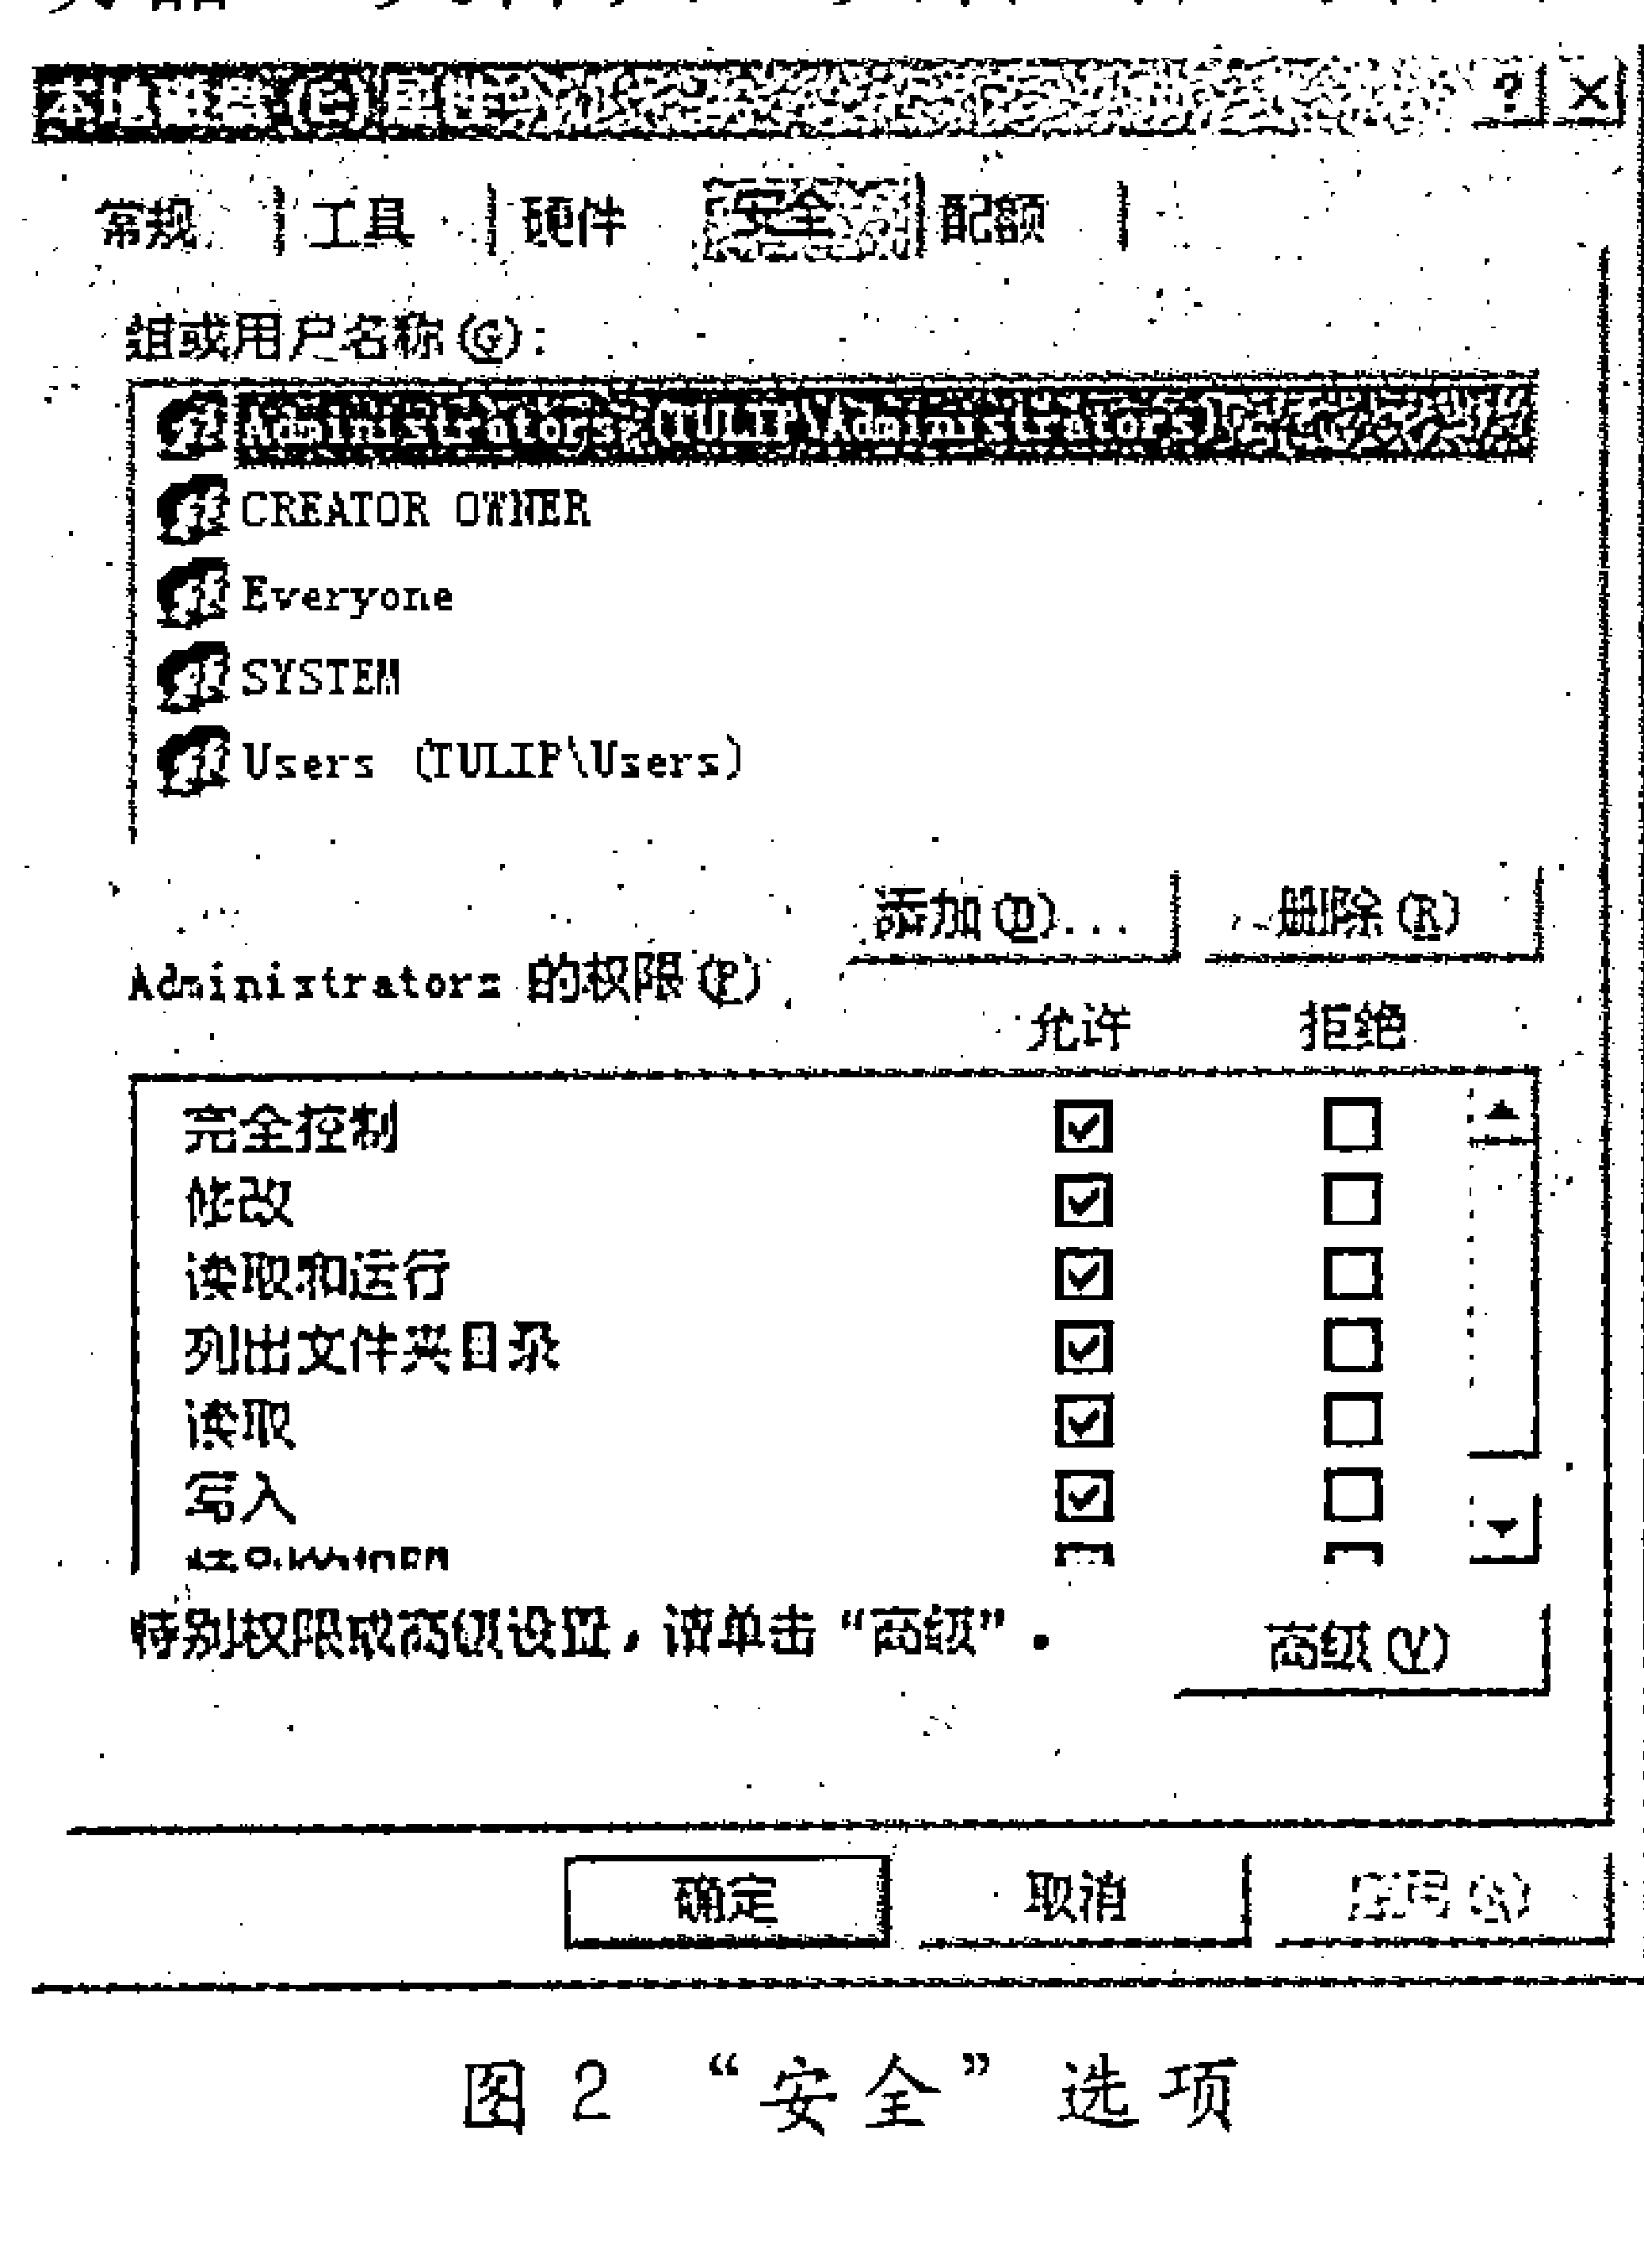 本地磁盘 属性
? ×
常规 工具 硬件 安全 配额
组或用户名称(G):
Administrators (TULIP\Administrators)
CREATOR OWNER
Everyone
SYSTEM
Users (TULIP\Users)
添加(D)... 删除(R)
Administrators 的权限(P)
允许 拒绝
完全控制
修改
读取和运行
列出文件夹目录
读取
写入
特别权限或高级设置,请单击“高级”。
高级(V)
确定 取消 应用(A)
图 2 “安全”选项